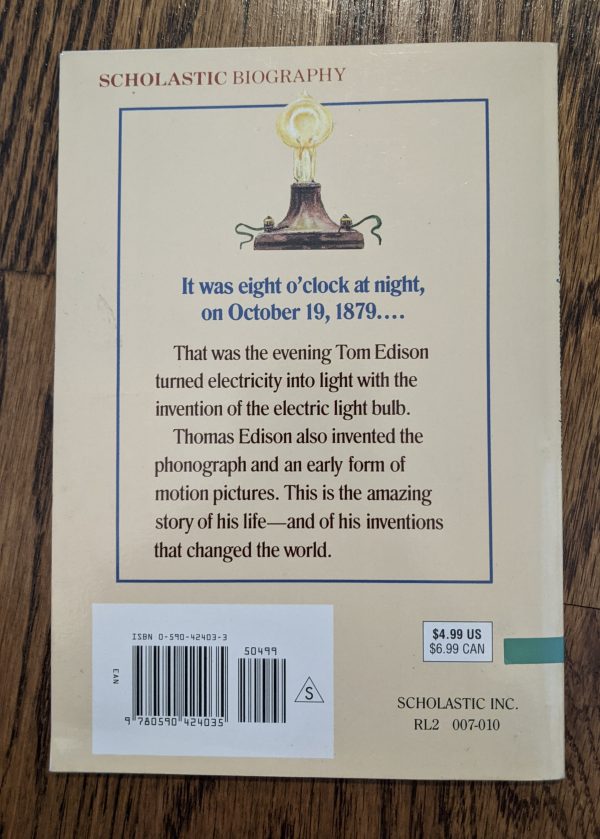 SCHOLASTIC BIOGRAPHY
It was eight o'clock at night,
on October 19, 1879....
That was the evening Tom Edison
turned electricity into light with the
invention of the electric light bulb.
Thomas Edison also invented the
phonograph and an early form of
motion pictures. This is the amazing
story of his life—and of his inventions
that changed the world.
ISBN 0-590-42403-3
50499
EAN
S
9 780590 424035
$4.99 US
$6.99 CAN
SCHOLASTIC INC.
RL2 007-010